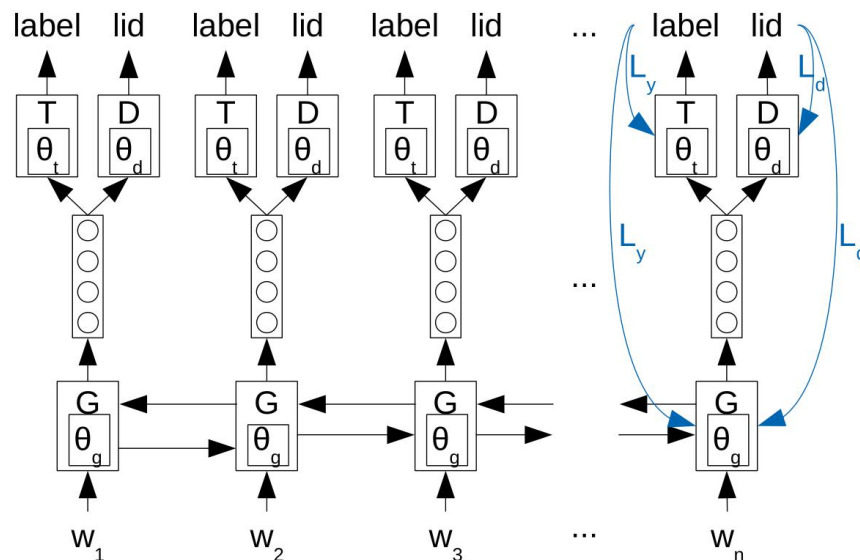 label lid label lid label lid ... label lid
L_y L_d
T D T D T D T D
θ_t θ_d θ_t θ_d θ_t θ_d θ_t θ_d
L_y L_d
...
G G G G
θ_g θ_g θ_g θ_g
w_1 w_2 w_3 ... w_n